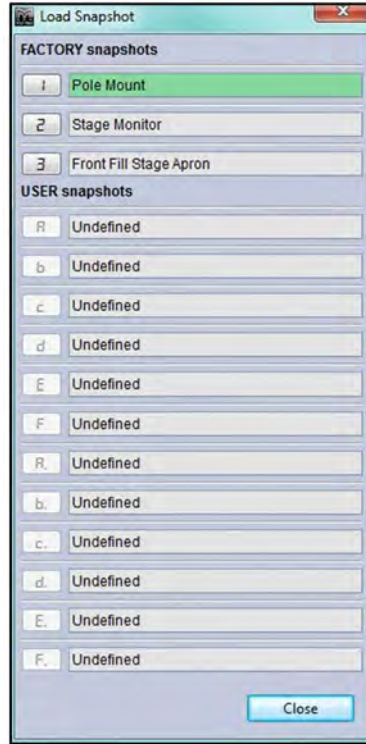 Load Snapshot
FACTORY snapshots
1 Pole Mount
2 Stage Monitor
3 Front Fill Stage Apron
USER snapshots
A Undefined
b Undefined
c Undefined
d Undefined
E Undefined
F Undefined
A. Undefined
b. Undefined
c. Undefined
d. Undefined
E. Undefined
F. Undefined
Close